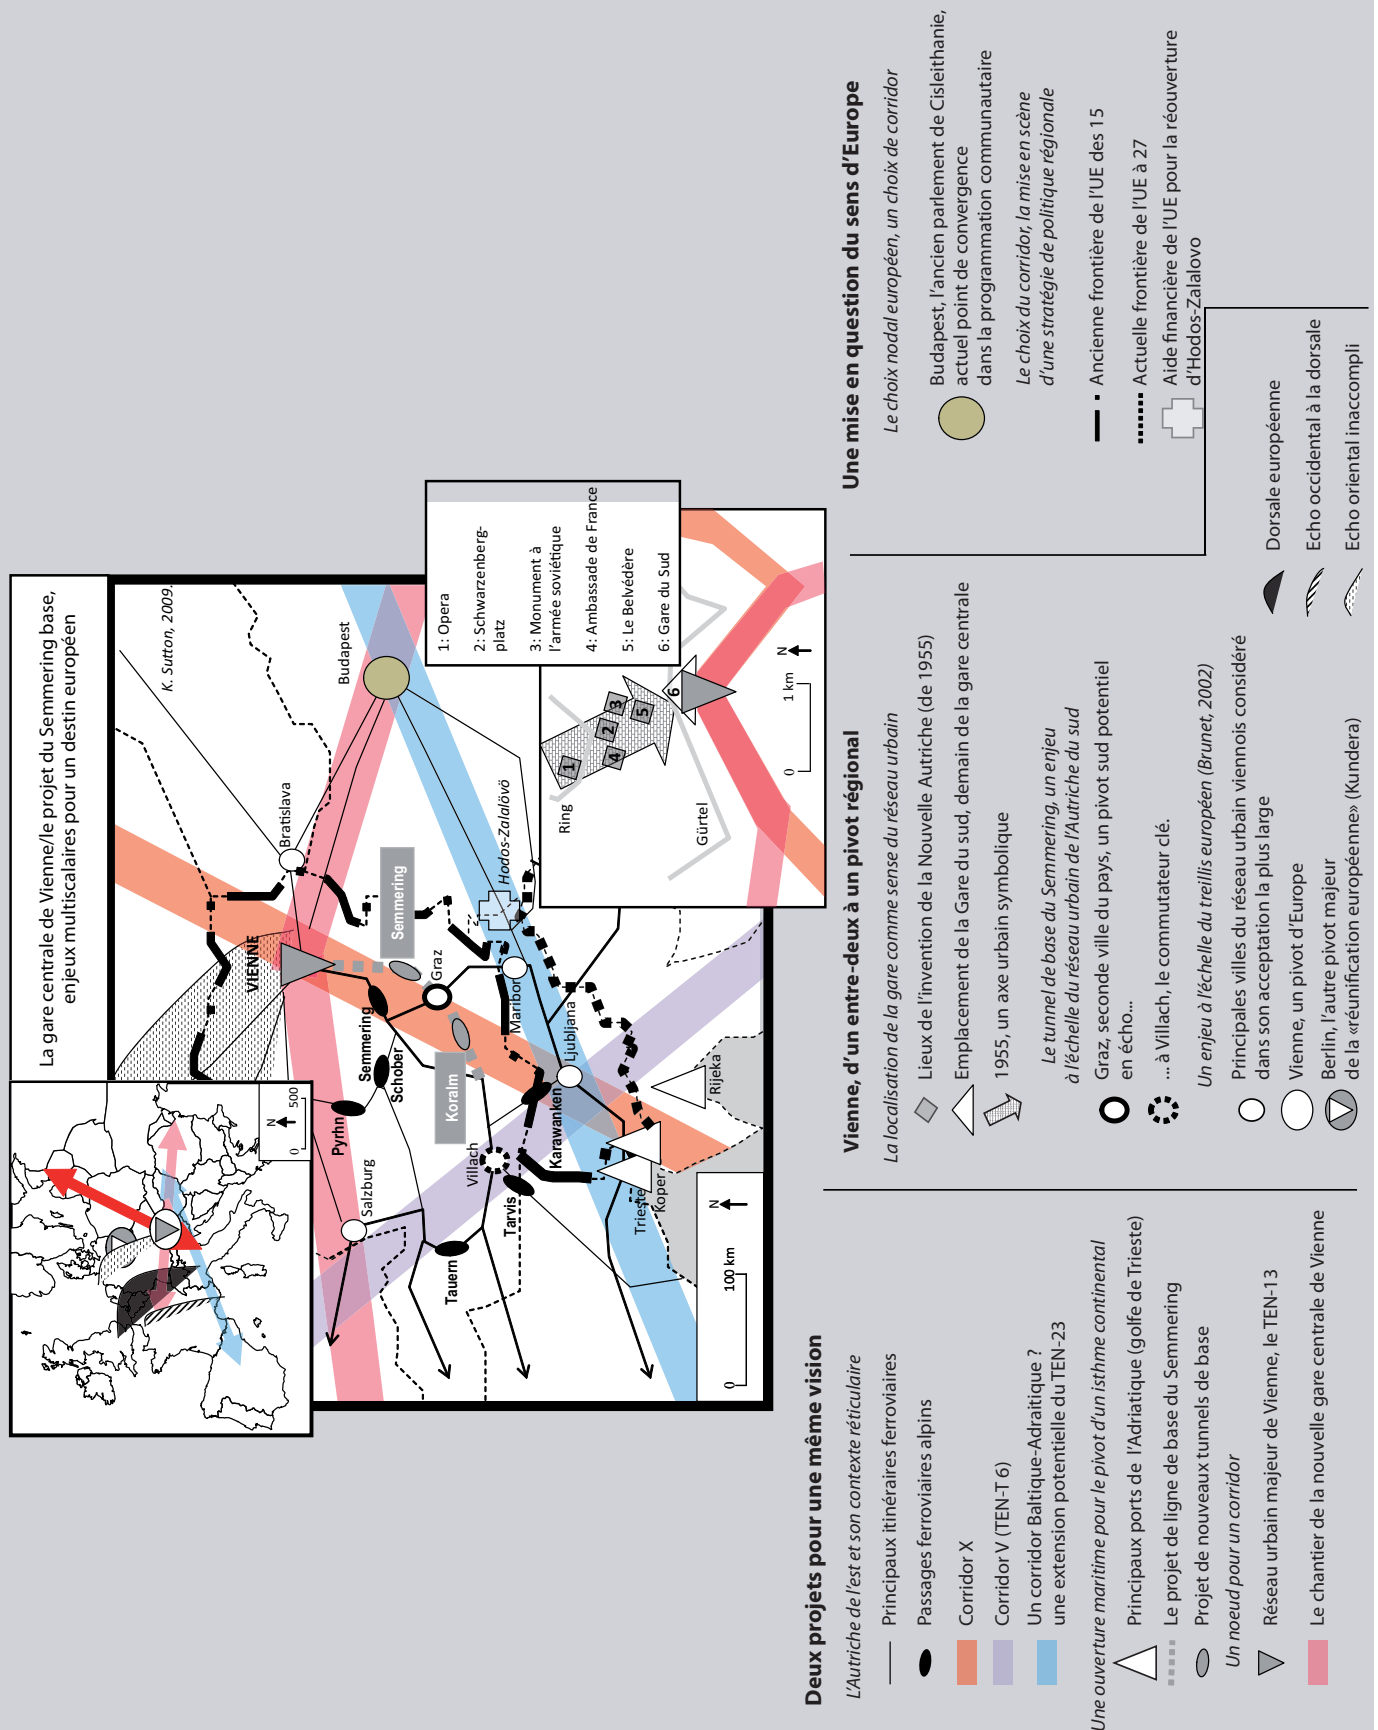 La gare centrale de Vienne/le projet du Semmering base,
enjeux multiscalaires pour un destin européen
K. Sutton, 2009.
N
0
500
VIENNE
Bratislava
Budapest
Semmering
Schober
Pyrhn
Salzburg
Semmering
Graz
Koralm
Villach
Tauern
Tarvis
Karawanken
Maribor
Ljubljana
Hodos-Zalalövö
Trieste
Koper
Rijeka
N
0
100 km
1: Opera
2: Schwarzenberg-
platz
3: Monument à
l'armée soviétique
4: Ambassade de France
5: Le Belvédère
6: Gare du Sud
Ring
Gürtel
1
2
3
4
5
6
N
0
1 km
Deux projets pour une même vision
L'Autriche de l'est et son contexte réticulaire
Principaux itinéraires ferroviaires
Passages ferroviaires alpins
Corridor X
Corridor V (TEN-T 6)
Un corridor Baltique-Adraitique ?
une extension potentielle du TEN-23
Une ouverture maritime pour le pivot d'un isthme continental
Principaux ports de l'Adriatique (golfe de Trieste)
Le projet de ligne de base du Semmering
Projet de nouveaux tunnels de base
Un noeud pour un corridor
Réseau urbain majeur de Vienne, le TEN-13
Le chantier de la nouvelle gare centrale de Vienne
Vienne, d'un entre-deux à un pivot régional
La localisation de la gare comme sense du réseau urbain
Lieux de l'invention de la Nouvelle Autriche (de 1955)
Emplacement de la Gare du sud, demain de la gare centrale
1955, un axe urbain symbolique
Le tunnel de base du Semmering, un enjeu
à l'échelle du réseau urbain de l'Autriche du sud
Graz, seconde ville du pays, un pivot sud potentiel
en écho...
... à Villach, le commutateur clé.
Un enjeu à l'échelle du treillis européen (Brunet, 2002)
Principales villes du réseau urbain viennois considéré
dans son acceptation la plus large
Vienne, un pivot d'Europe
Berlin, l'autre pivot majeur
de la «réunification européenne» (Kundera)
Dorsale européenne
Echo occidental à la dorsale
Echo oriental inaccompli
Une mise en question du sens d'Europe
Le choix nodal européen, un choix de corridor
Budapest, l'ancien parlement de Cisleithanie,
actuel point de convergence
dans la programmation communautaire
Le choix du corridor, la mise en scène
d'une stratégie de politique régionale
Ancienne frontière de l'UE des 15
Actuelle frontière de l'UE à 27
Aide financière de l'UE pour la réouverture
d'Hodos-Zalalovo